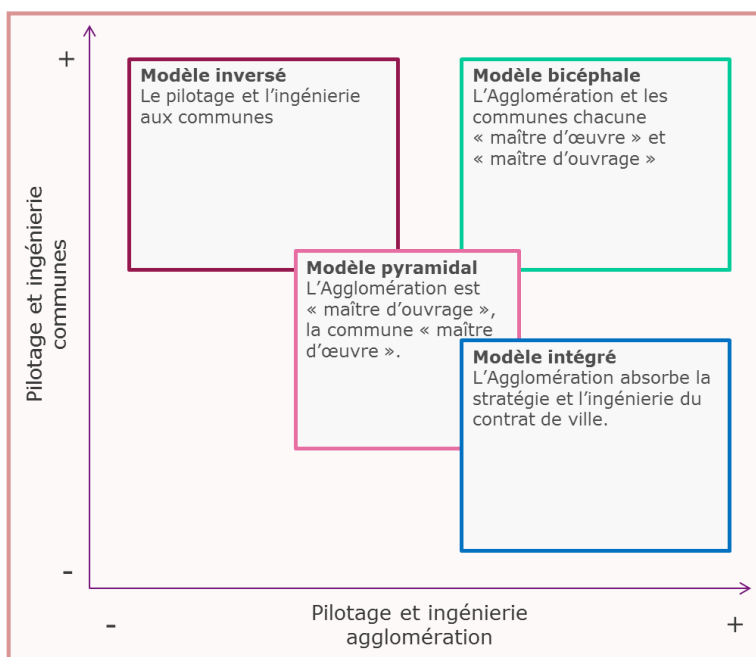 +
Modèle inversé
Le pilotage et l’ingénierie
aux communes
Modèle bicéphale
L’Agglomération et les
communes chacune
« maître d’œuvre » et
« maître d’ouvrage »
Pilotage et ingénierie
communes
Modèle pyramidal
L’Agglomération est
« maître d’ouvrage »,
la commune « maître
d’œuvre ».
Modèle intégré
L’Agglomération absorbe la
stratégie et l’ingénierie du
contrat de ville.
-
-
Pilotage et ingénierie
agglomération
+